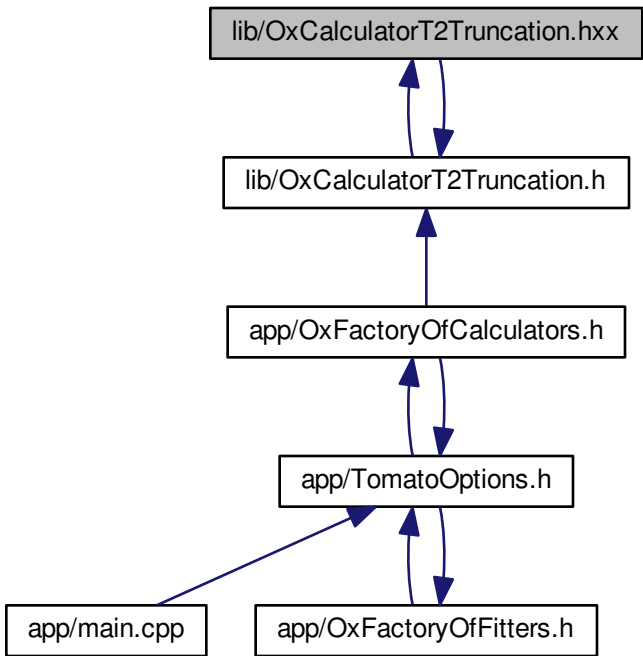 lib/OxCalculatorT2Truncation.hxx
lib/OxCalculatorT2Truncation.h
app/OxFactoryOfCalculators.h
app/TomatoOptions.h
app/main.cpp
app/OxFactoryOfFitters.h